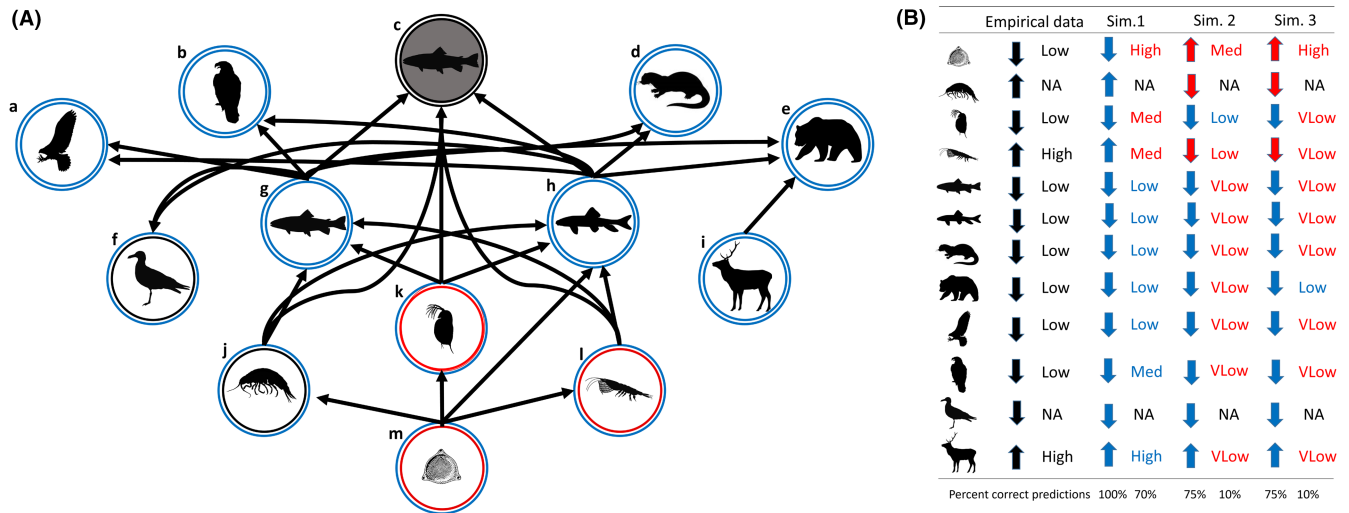 (A)
c
b
d
a
e
g
h
f
i
k
j
l
m
(B)
Empirical data Sim.1 Sim. 2 Sim. 3
Low High Med High
NA NA NA NA
Low Med Low VLow
High Med Low VLow
Low Low VLow VLow
Low Low VLow VLow
Low Low VLow VLow
Low Low VLow Low
Low Low VLow VLow
Low Med VLow VLow
NA NA NA NA
High High VLow VLow
Percent correct predictions 100% 70% 75% 10% 75% 10%